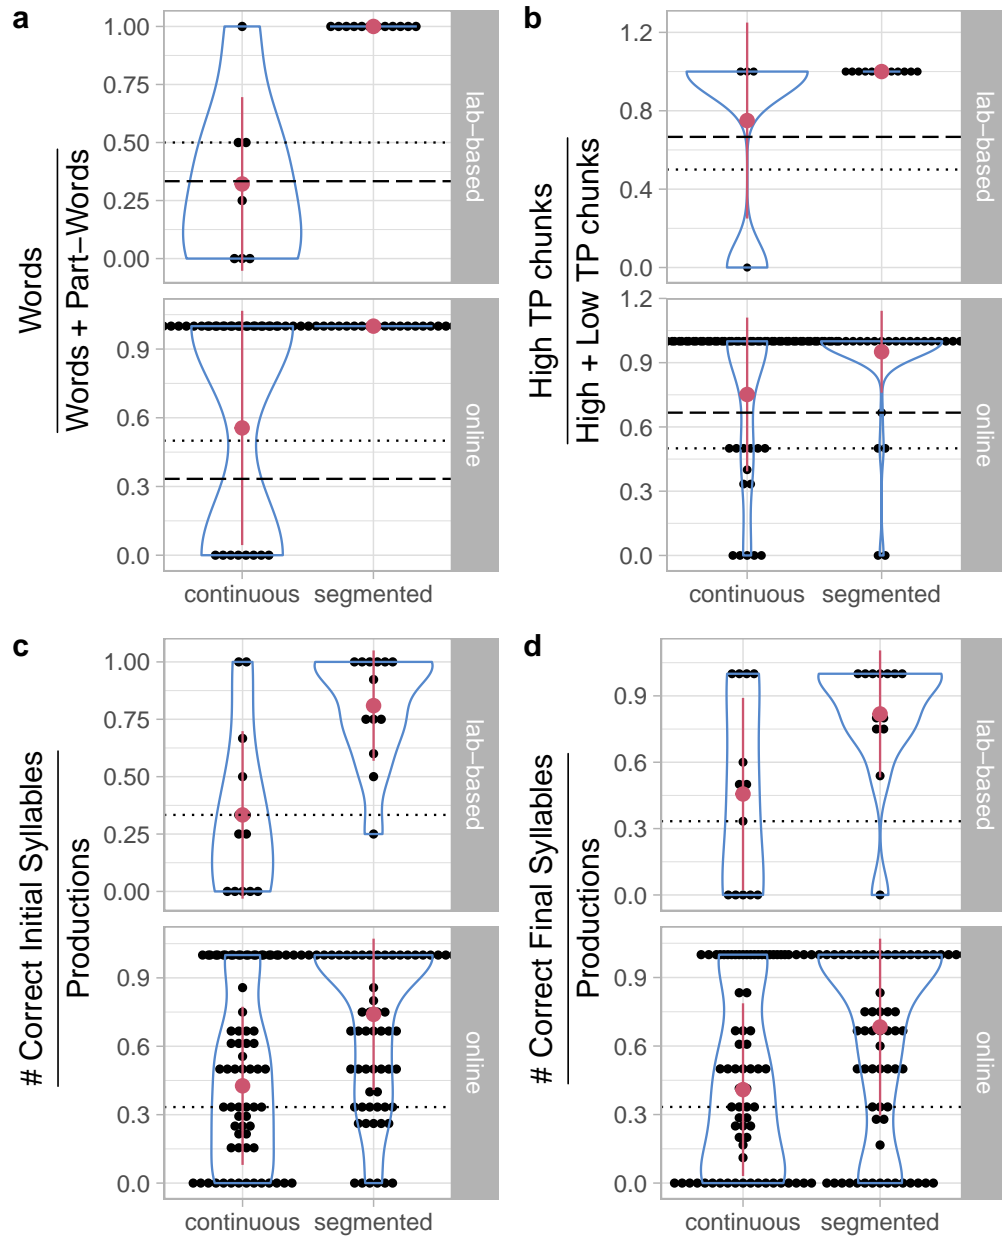 a
Words
Words + Part−Words
1.00
0.75
0.50
0.25
0.00
lab−based
0.9
0.6
0.3
0.0
online
continuous
segmented
b
High TP chunks
High + Low TP chunks
1.2
0.8
0.4
0.0
lab−based
1.2
0.9
0.6
0.3
0.0
online
continuous
segmented
c
# Correct Initial Syllables
Productions
1.00
0.75
0.50
0.25
0.00
lab−based
0.9
0.6
0.3
0.0
online
continuous
segmented
d
# Correct Final Syllables
Productions
0.9
0.6
0.3
0.0
lab−based
0.9
0.6
0.3
0.0
online
continuous
segmented